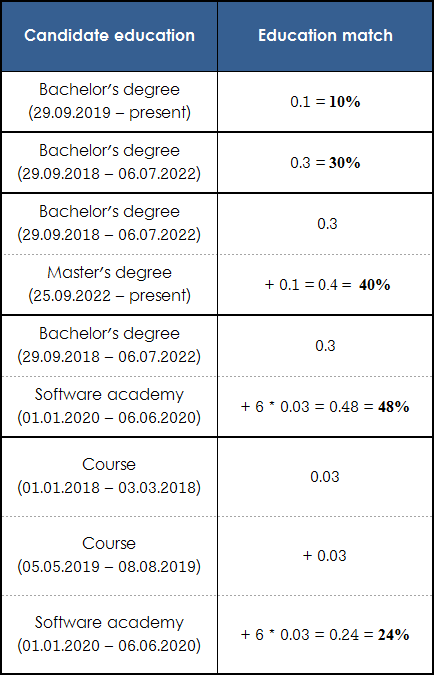 Candidate education
Education match
Bachelor's degree
(29.09.2019 – present)
0.1 = 10%
Bachelor's degree
(29.09.2018 – 06.07.2022)
0.3 = 30%
Bachelor's degree
(29.09.2018 – 06.07.2022)
0.3
Master's degree
(25.09.2022 – present)
+ 0.1 = 0.4 = 40%
Bachelor's degree
(29.09.2018 – 06.07.2022)
0.3
Software academy
(01.01.2020 – 06.06.2020)
+ 6 * 0.03 = 0.48 = 48%
Course
(01.01.2018 – 03.03.2018)
0.03
Course
(05.05.2019 – 08.08.2019)
+ 0.03
Software academy
(01.01.2020 – 06.06.2020)
+ 6 * 0.03 = 0.24 = 24%